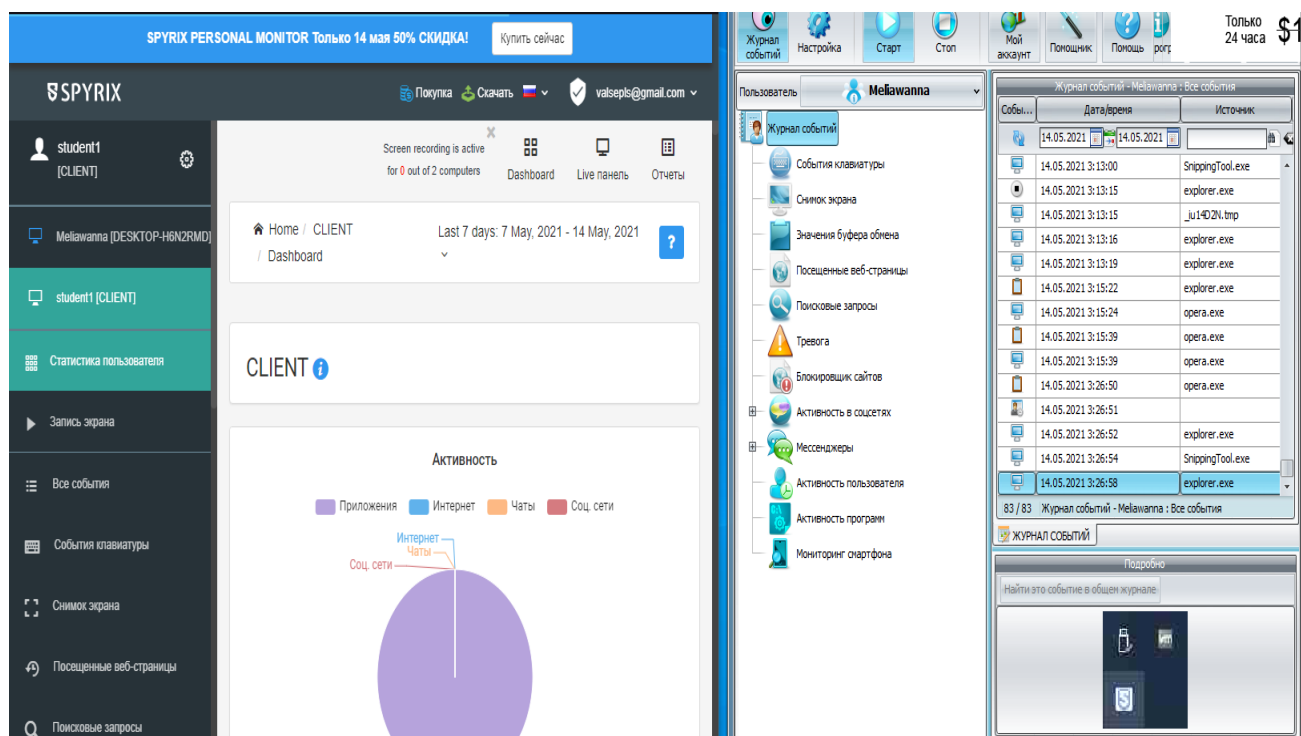 SPYRIX PERSONAL MONITOR Только 14 мая 50% СКИДКА!
Купить сейчас
SPYRIX
Покупка
Скачать
valsepls@gmail.com
student1
[CLIENT]
Screen recording is active
for 0 out of 2 computers
Dashboard
Live панель
Отчеты
Meliawanna [DESKTOP-H6N2RMD]
Home / CLIENT
/ Dashboard
Last 7 days: 7 May, 2021 - 14 May, 2021
?
student1 [CLIENT]
Статистика пользователя
CLIENT
Запись экрана
Все события
События клавиатуры
Снимок экрана
Посещенные веб-страницы
Поисковые запросы
Активность
Приложения
Интернет
Чаты
Соц. сети
Интернет
Чаты
Соц. сети
Журнал
событий
Настройка
Старт
Стоп
Мой
аккаунт
Помощник
Помощь
Только
24 часа
Пользователь
Meliawanna
Журнал событий
События клавиатуры
Снимок экрана
Значения буфера обмена
Посещенные веб-страницы
Поисковые запросы
Тревога
Блокировщик сайтов
Активность в соцсетях
Мессенджеры
Активность пользователя
Активность программ
Мониторинг смартфона
Журнал событий - Meliawanna : Все события
Собы...
Дата/время
Источник
14.05.2021
14.05.2021
14.05.2021 3:13:00 SnippingTool.exe
14.05.2021 3:13:15 explorer.exe
14.05.2021 3:13:15 _iu14D2N.tmp
14.05.2021 3:13:16 explorer.exe
14.05.2021 3:13:19 explorer.exe
14.05.2021 3:15:22 explorer.exe
14.05.2021 3:15:24 opera.exe
14.05.2021 3:15:39 opera.exe
14.05.2021 3:15:39 opera.exe
14.05.2021 3:26:50 opera.exe
14.05.2021 3:26:51
14.05.2021 3:26:52 explorer.exe
14.05.2021 3:26:54 SnippingTool.exe
14.05.2021 3:26:58 explorer.exe
83 / 83 Журнал событий - Meliawanna : Все события
ЖУРНАЛ СОБЫТИЙ
Подробно
Найти это событие в общем журнале